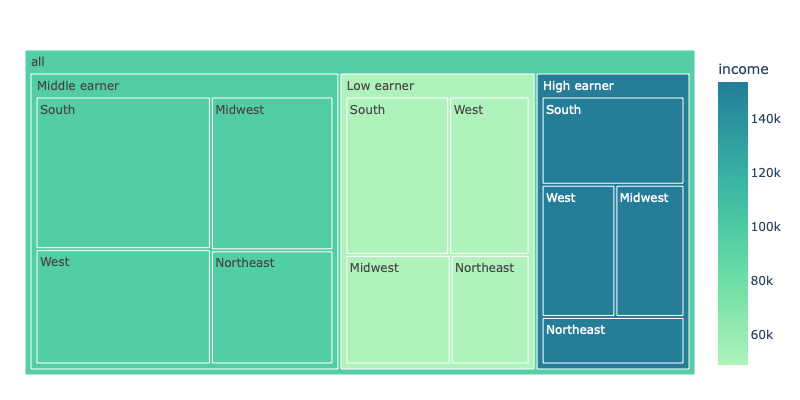 all
Middle earner
South
Midwest
West
Northeast
Low earner
South
West
Midwest
Northeast
High earner
South
West
Midwest
Northeast
income
140k
120k
100k
80k
60k